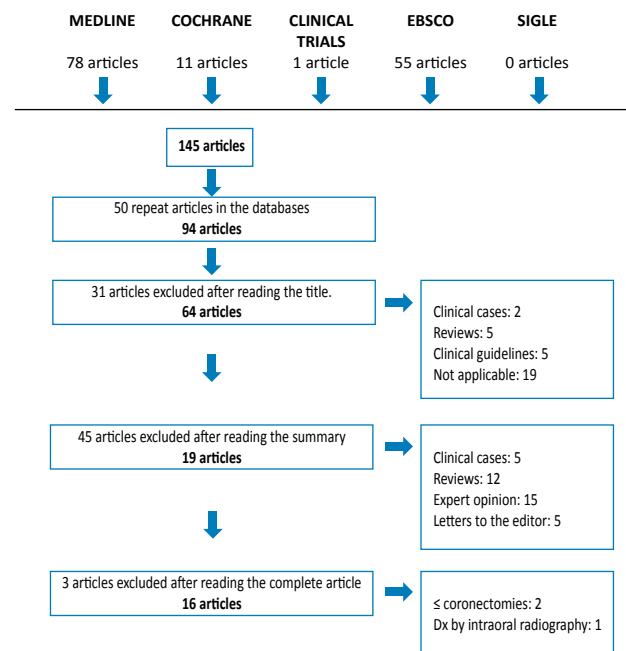 MEDLINE COCHRANE CLINICAL TRIALS EBSCO SIGLE
78 articles 11 articles 1 article 55 articles 0 articles
145 articles
50 repeat articles in the databases
94 articles
31 articles excluded after reading the title.
64 articles
Clinical cases: 2
Reviews: 5
Clinical guidelines: 5
Not applicable: 19
45 articles excluded after reading the summary
19 articles
Clinical cases: 5
Reviews: 12
Expert opinion: 15
Letters to the editor: 5
3 articles excluded after reading the complete article
16 articles
≤ coronectomies: 2
Dx by intraoral radiography: 1